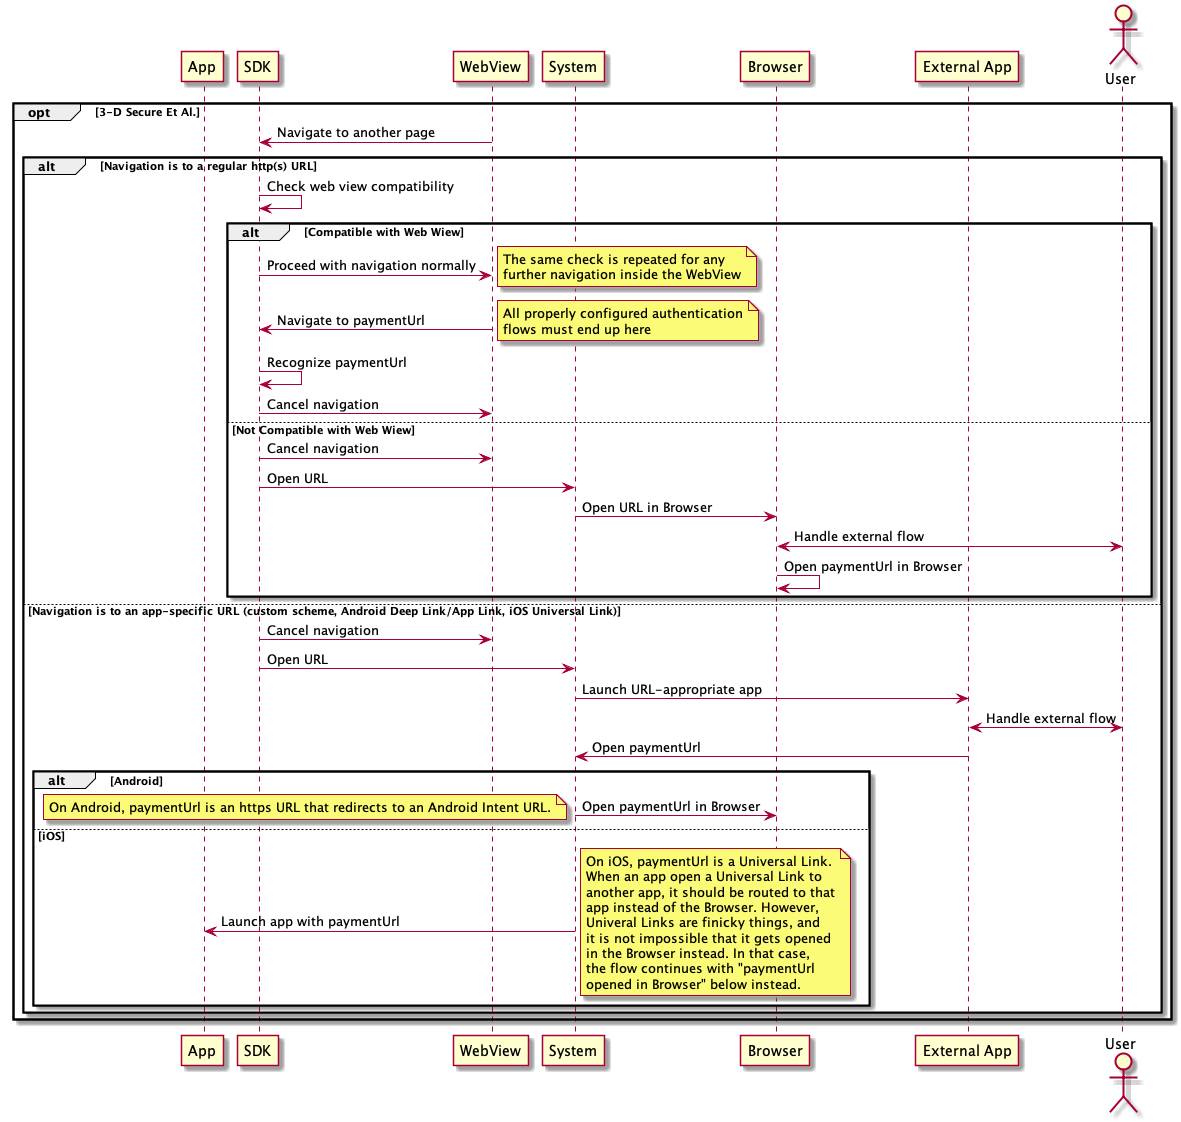 User
App
SDK
WebView
System
Browser
External App
opt
[3-D Secure Et Al.]
Navigate to another page
alt
[Navigation is to a regular http(s) URL]
Check web view compatibility
alt
[Compatible with Web Wiew]
Proceed with navigation normally
The same check is repeated for any
further navigation inside the WebView
Navigate to paymentUrl
All properly configured authentication
flows must end up here
Recognize paymentUrl
Cancel navigation
[Not Compatible with Web Wiew]
Cancel navigation
Open URL
Open URL in Browser
Handle external flow
Open paymentUrl in Browser
[Navigation is to an app-specific URL (custom scheme, Android Deep Link/App Link, iOS Universal Link)]
Cancel navigation
Open URL
Launch URL-appropriate app
Handle external flow
Open paymentUrl
alt
[Android]
On Android, paymentUrl is an https URL that redirects to an Android Intent URL.
Open paymentUrl in Browser
[iOS]
On iOS, paymentUrl is a Universal Link.
When an app open a Universal Link to
another app, it should be routed to that
app instead of the Browser. However,
Univeral Links are finicky things, and
it is not impossible that it gets opened
in the Browser instead. In that case,
the flow continues with "paymentUrl
opened in Browser" below instead.
Launch app with paymentUrl
App
SDK
WebView
System
Browser
External App
User